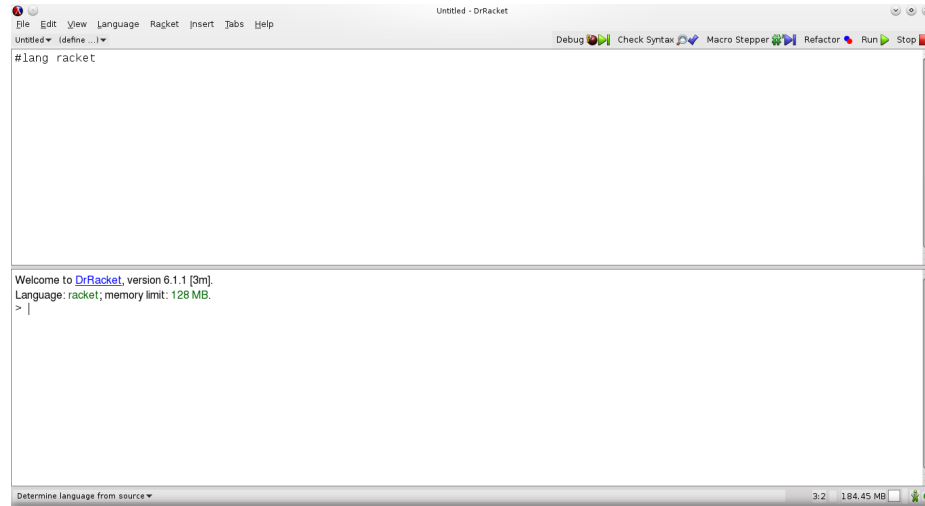 Untitled - DrRacket
File Edit View Language Racket Insert Tabs Help
Untitled (define ...) Debug Check Syntax Macro Stepper Refactor Run Stop
#lang racket
Welcome to DrRacket, version 6.1.1 [3m].
Language: racket; memory limit: 128 MB.
>
Determine language from source 3:2 184.45 MB